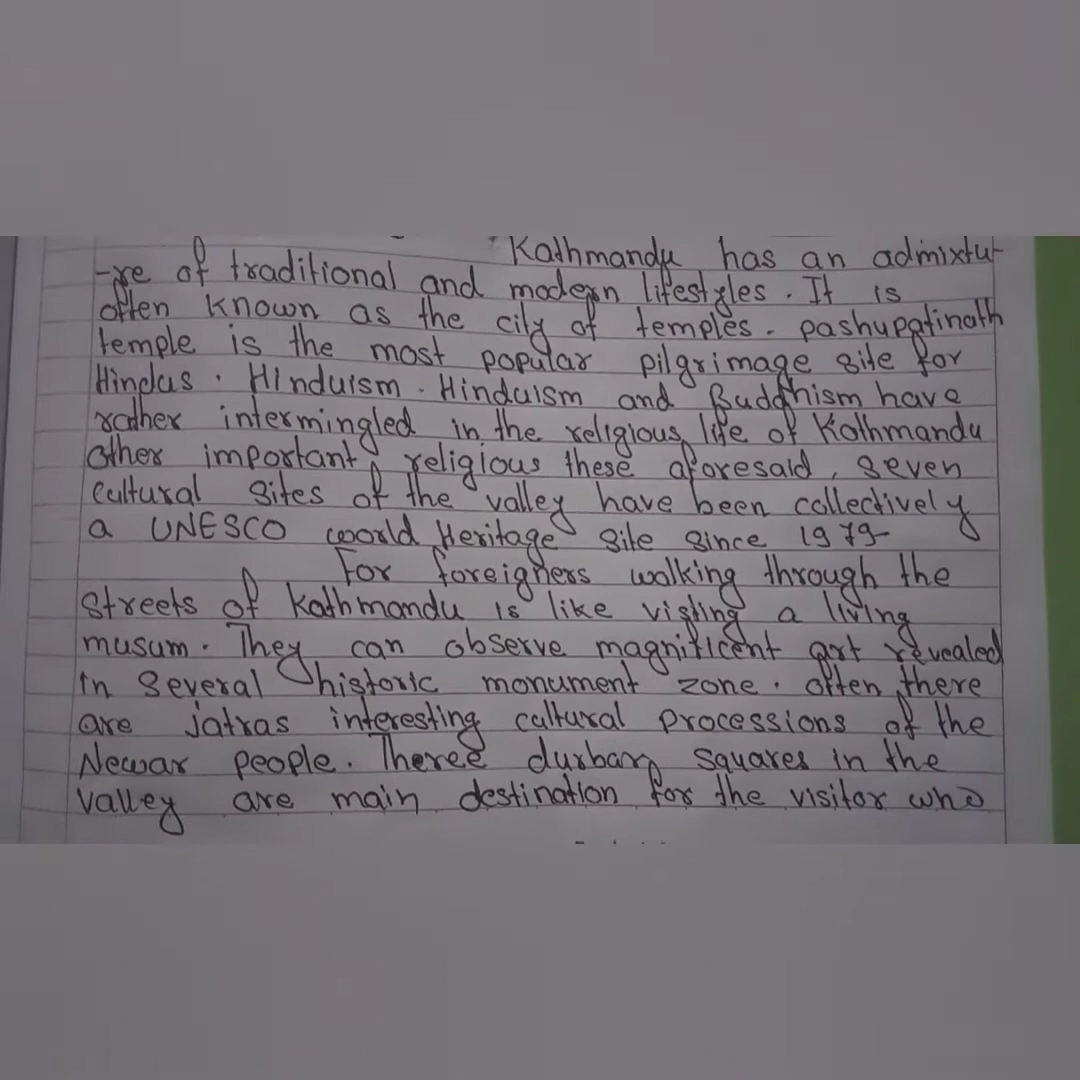 Kathmandu has an admixtu-
-re of traditional and modern lifestyles. It is
often known as the city of temples. pashupatinath
temple is the most popular pilgrimage site for
Hindus. Hinduism. Hinduism and Buddhism have
rather intermingled in the religious life of Kathmandu
Other important religious these aforesaid, seven
cultural sites of the valley have been collectively
a UNESCO woorld Heritage site since 1979-
For foreigners walking through the
streets of Kathmandu is like visting a living
musum. They can observe magnificent art revealed
in several historic monument zone. often there
are jatras interesting cultural processions of the
Newar people. ThereE durbar squares in the
valley are main destination for the visitor who